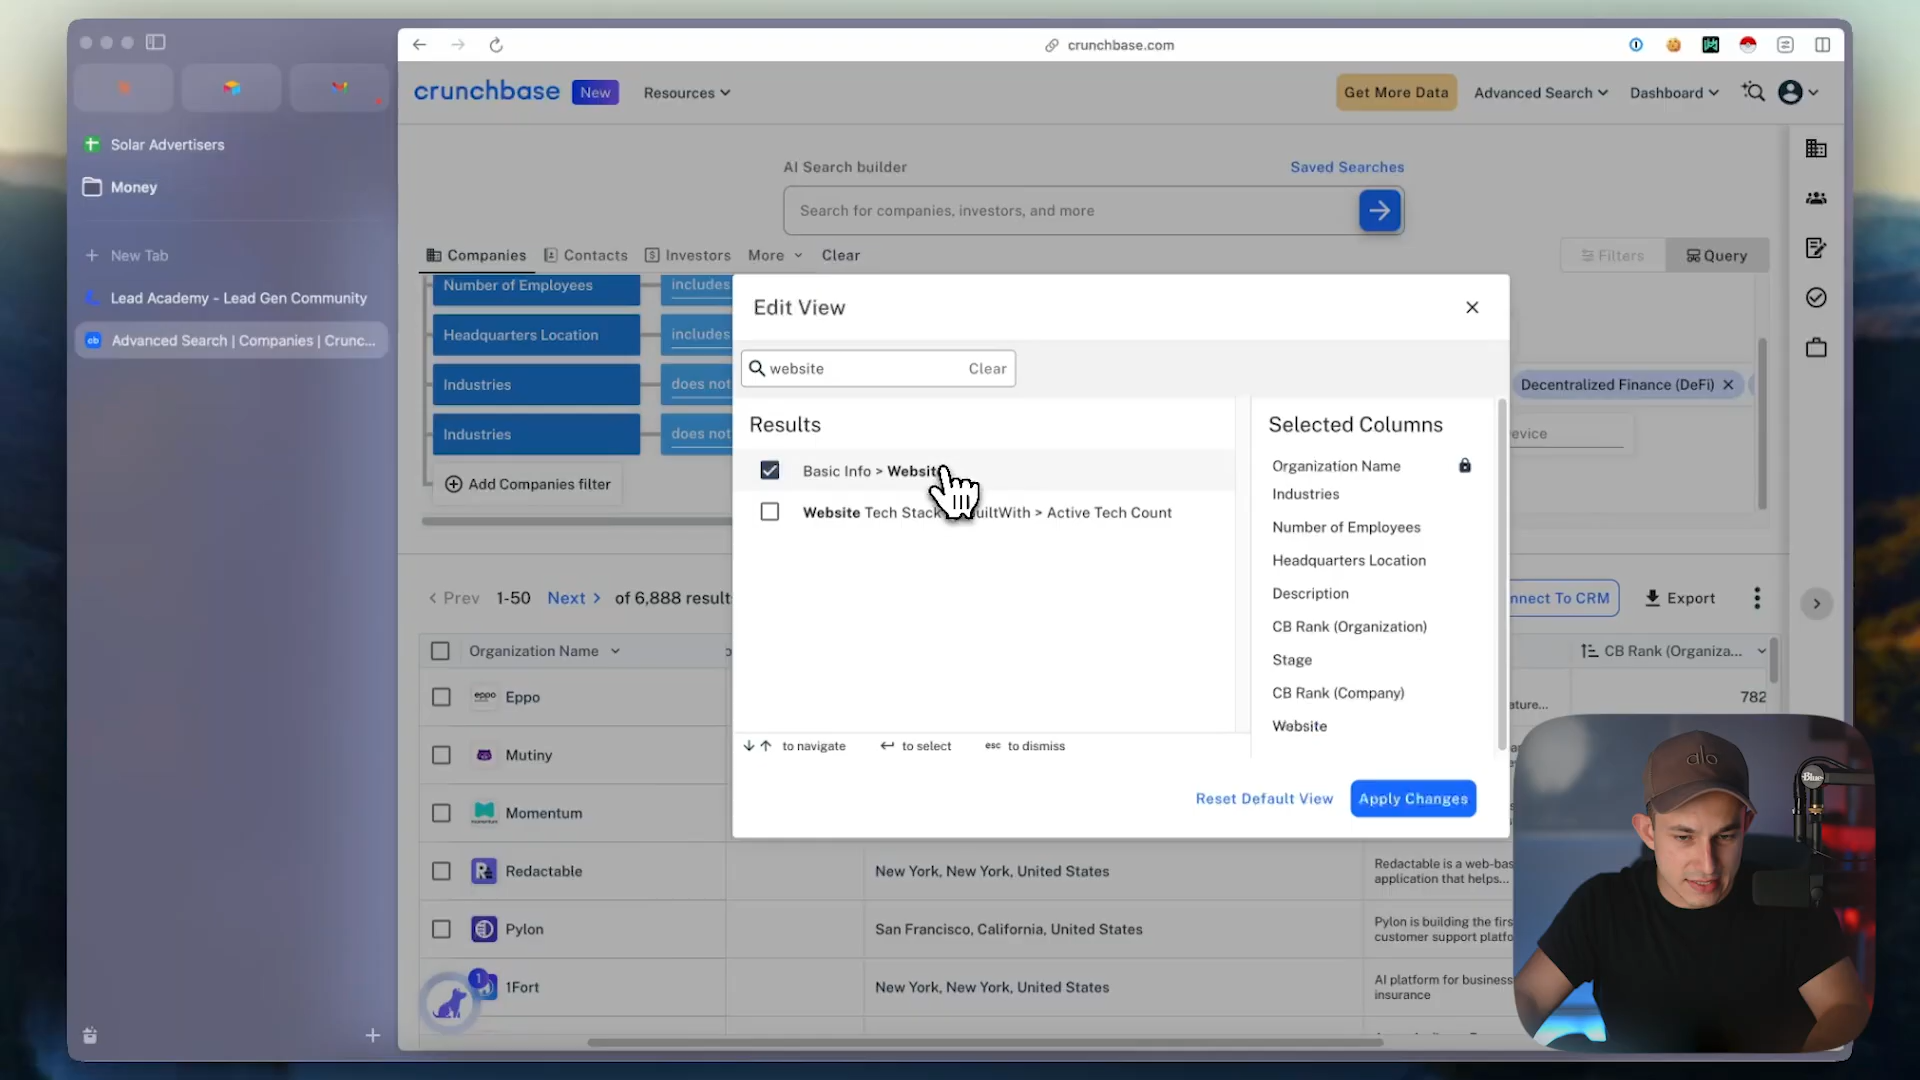 crunchbase.com
Solar Advertisers
Money
New Tab
Lead Academy - Lead Gen Community
cb Advanced Search | Companies | Crunc...
crunchbase New Resources
Get More Data Advanced Search Dashboard
AI Search builder Saved Searches
Search for companies, investors, and more
Companies Contacts Investors More Clear Filters Query
Number of Employees includes
Headquarters Location includes
Industries does not Decentralized Finance (DeFi)
Industries does not
Add Companies filter
Edit View
website Clear
Results
Basic Info > Website
Website Tech Stack > Active Tech Count
Selected Columns
Organization Name
Industries
Number of Employees
Headquarters Location
Description
CB Rank (Organization)
Stage
CB Rank (Company)
Website
to navigate to select esc to dismiss
Reset Default View Apply Changes
< Prev 1-50 Next > of 6,888 result
nnect To CRM Export
Organization Name CB Rank (Organiza...
eppo Eppo 782
ature...
Mutiny
momentum Momentum
Redactable New York, New York, United States Redactable is a web-bas
application that helps...
Pylon San Francisco, California, United States Pylon is building the firs
customer support platfo
1 1Fort New York, New York, United States AI platform for business
insurance
alo
Blue